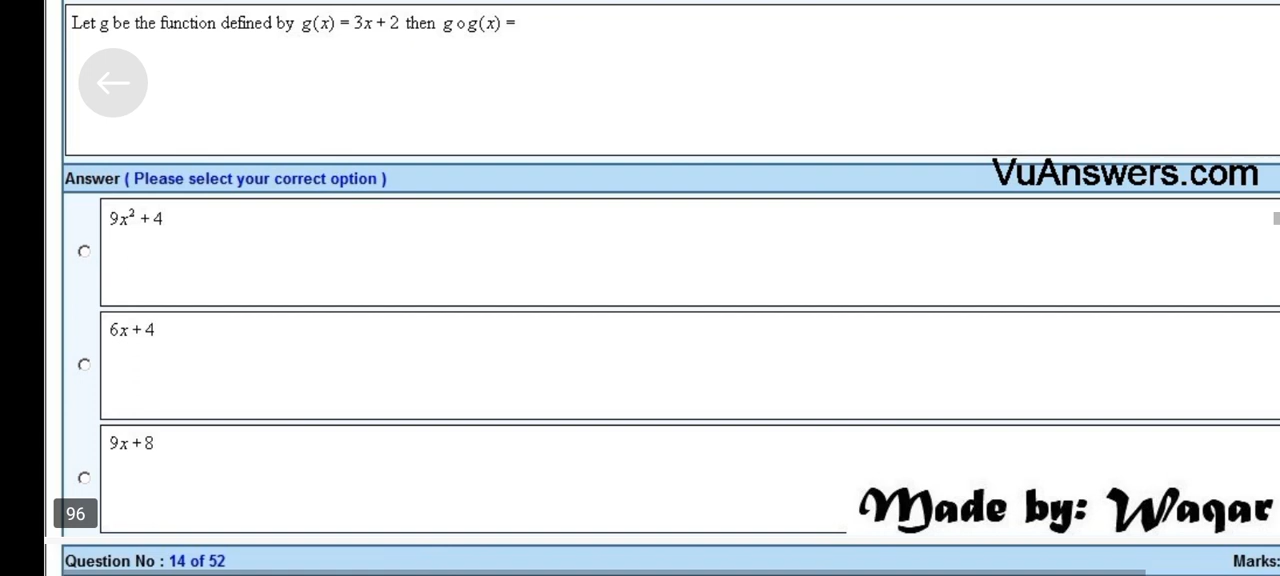 Let g be the function defined by g(x) = 3x + 2 then g o g(x) =
Answer ( Please select your correct option )
VuAnswers.com
9x² + 4
6x + 4
9x + 8
96
Made by: Waqar
Question No : 14 of 52
Marks: